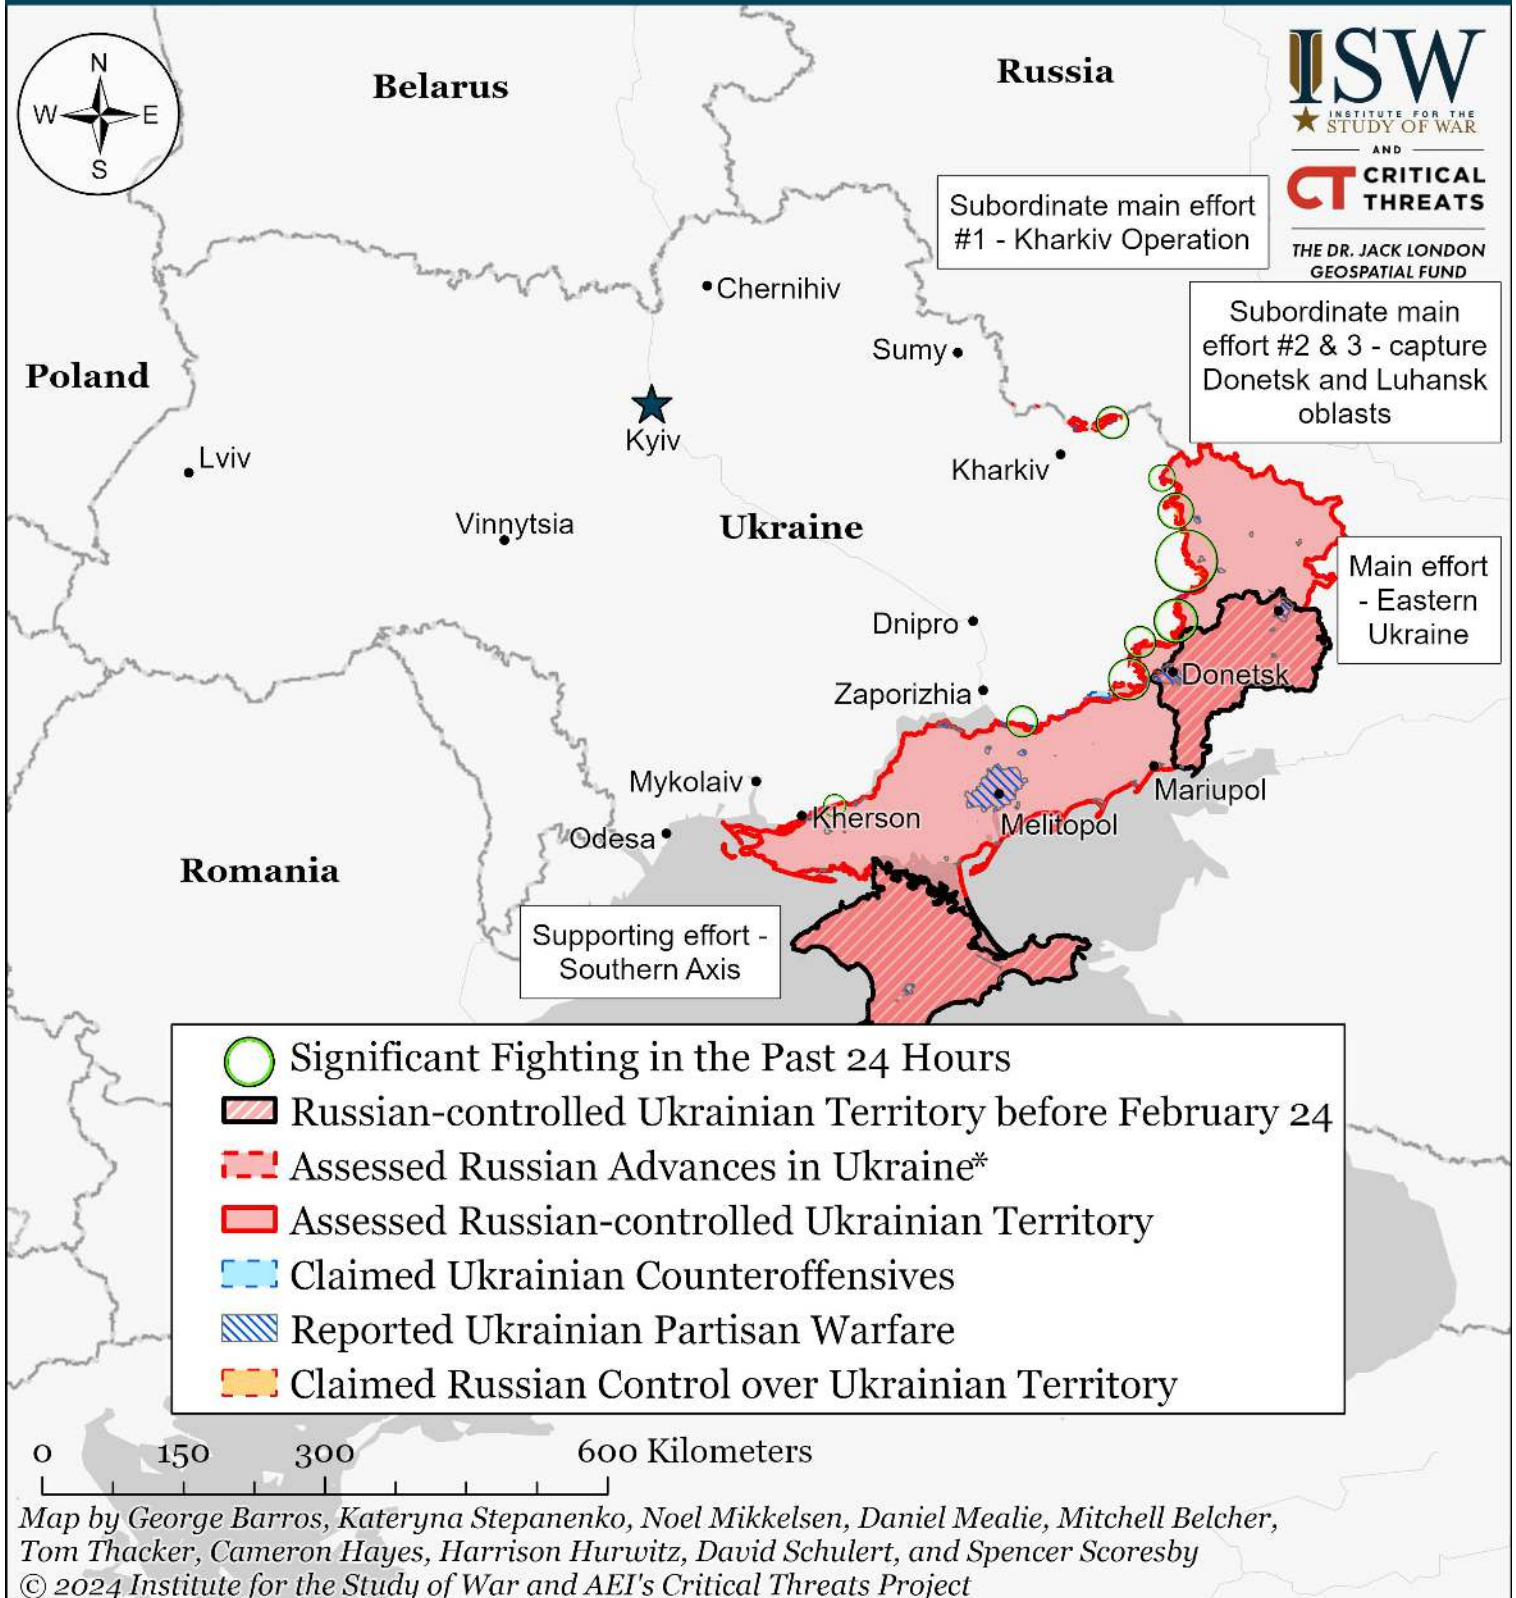 N
W
E
S
Belarus
Russia
ISW
INSTITUTE FOR THE
STUDY OF WAR
AND
CT CRITICAL
THREATS
THE DR. JACK LONDON
GEOSPATIAL FUND
Subordinate main effort
#1 - Kharkiv Operation
Subordinate main
effort #2 & 3 - capture
Donetsk and Luhansk
oblasts
Chernihiv
Sumy
Poland
Kyiv
Lviv
Kharkiv
Vinnytsia
Ukraine
Main effort
- Eastern
Ukraine
Dnipro
Donetsk
Zaporizhia
Mykolaiv
Mariupol
Kherson
Melitopol
Odesa
Romania
Supporting effort -
Southern Axis
Significant Fighting in the Past 24 Hours
Russian-controlled Ukrainian Territory before February 24
Assessed Russian Advances in Ukraine*
Assessed Russian-controlled Ukrainian Territory
Claimed Ukrainian Counteroffensives
Reported Ukrainian Partisan Warfare
Claimed Russian Control over Ukrainian Territory
0 150 300 600 Kilometers
Map by George Barros, Kateryna Stepanenko, Noel Mikkelsen, Daniel Mealie, Mitchell Belcher,
Tom Thacker, Cameron Hayes, Harrison Hurwitz, David Schulert, and Spencer Scoresby
© 2024 Institute for the Study of War and AEI's Critical Threats Project